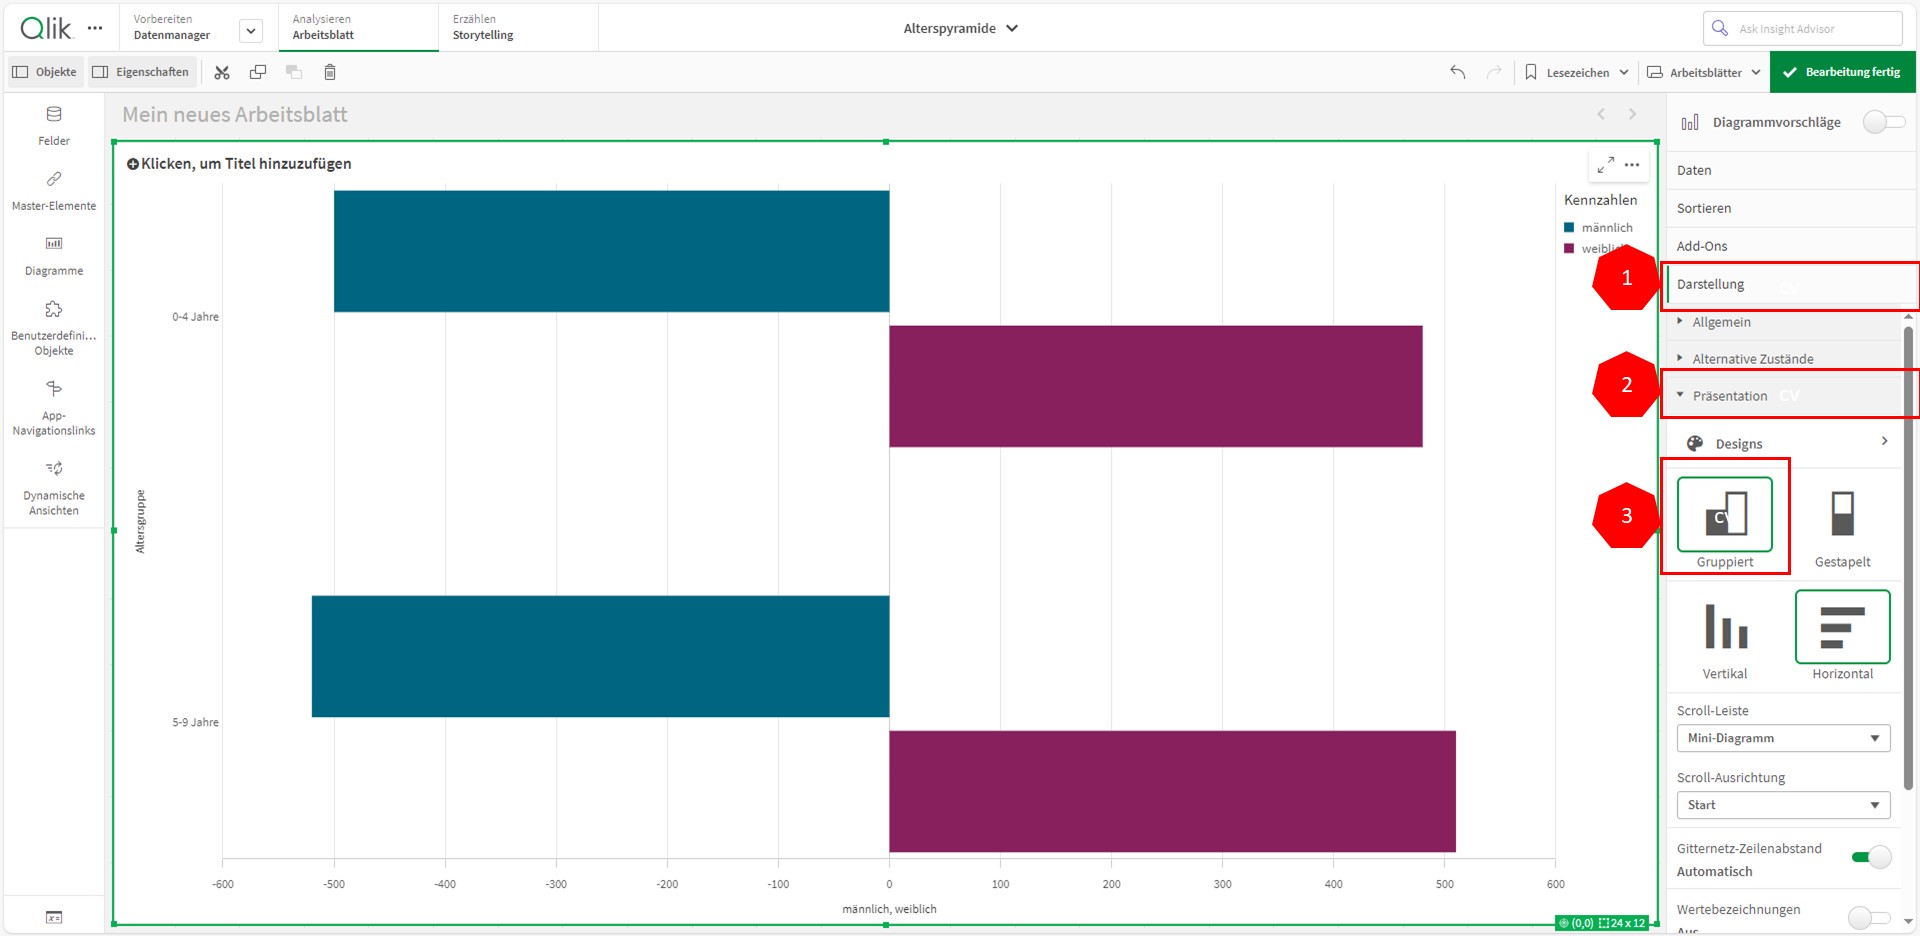 Qlik
Vorbereiten
Datenmanager
Analysieren
Arbeitsblatt
Erzählen
Storytelling
Alterspyramide
Ask Insight Advisor
Objekte
Eigenschaften
Lesezeichen
Arbeitsblätter
Bearbeitung fertig
Felder
Master-Elemente
Diagramme
Benutzerdefini...
Objekte
App-
Navigationslinks
Dynamische
Ansichten
Mein neues Arbeitsblatt
Klicken, um Titel hinzuzufügen
Kennzahlen
männlich
weiblich
0-4 Jahre
5-9 Jahre
Altersgruppe
-600 -500 -400 -300 -200 -100 0 100 200 300 400 500 600
männlich, weiblich
(0,0) 24 x 12
Diagrammvorschläge
Daten
Sortieren
Add-Ons
1
Darstellung
Allgemein
Alternative Zustände
2
Präsentation CV
Designs
3
Gruppiert
Gestapelt
Vertikal
Horizontal
Scroll-Leiste
Mini-Diagramm
Scroll-Ausrichtung
Start
Gitternetz-Zeilenabstand
Automatisch
Wertebezeichnungen
Aus